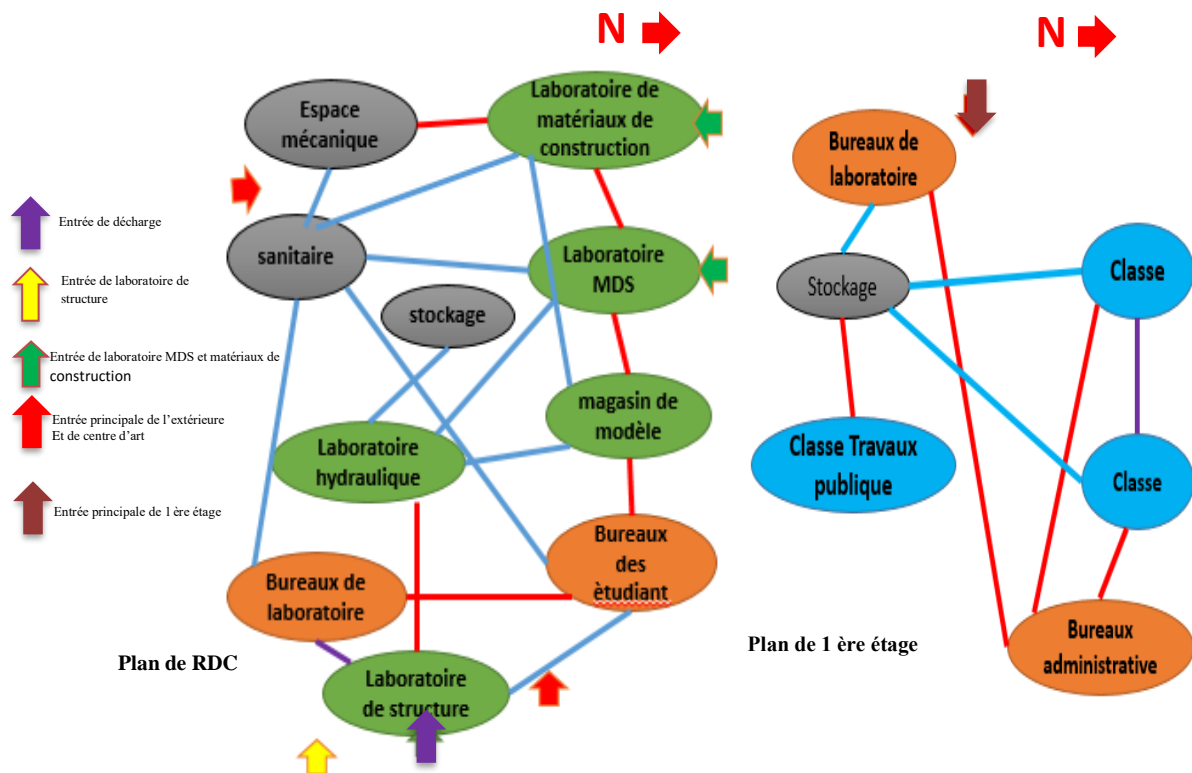 N
N
Espace
mécanique
Laboratoire de
matériaux de
construction
sanitaire
Laboratoire
MDS
stockage
magasin de
modèle
Laboratoire
hydraulique
Bureaux
des
ètudiant
Bureaux de
laboratoire
Laboratoire
de structure
Plan de RDC
Entrée de décharge
Entrée de laboratoire de
structure
Entrée de laboratoire MDS et matériaux de
construction
Entrée principale de l’extérieure
Et de centre d’art
Entrée principale de 1 ère étage
Bureaux de
laboratoire
Stockage
Classe
Classe Travaux
publique
Classe
Bureaux
administrative
Plan de 1 ère étage